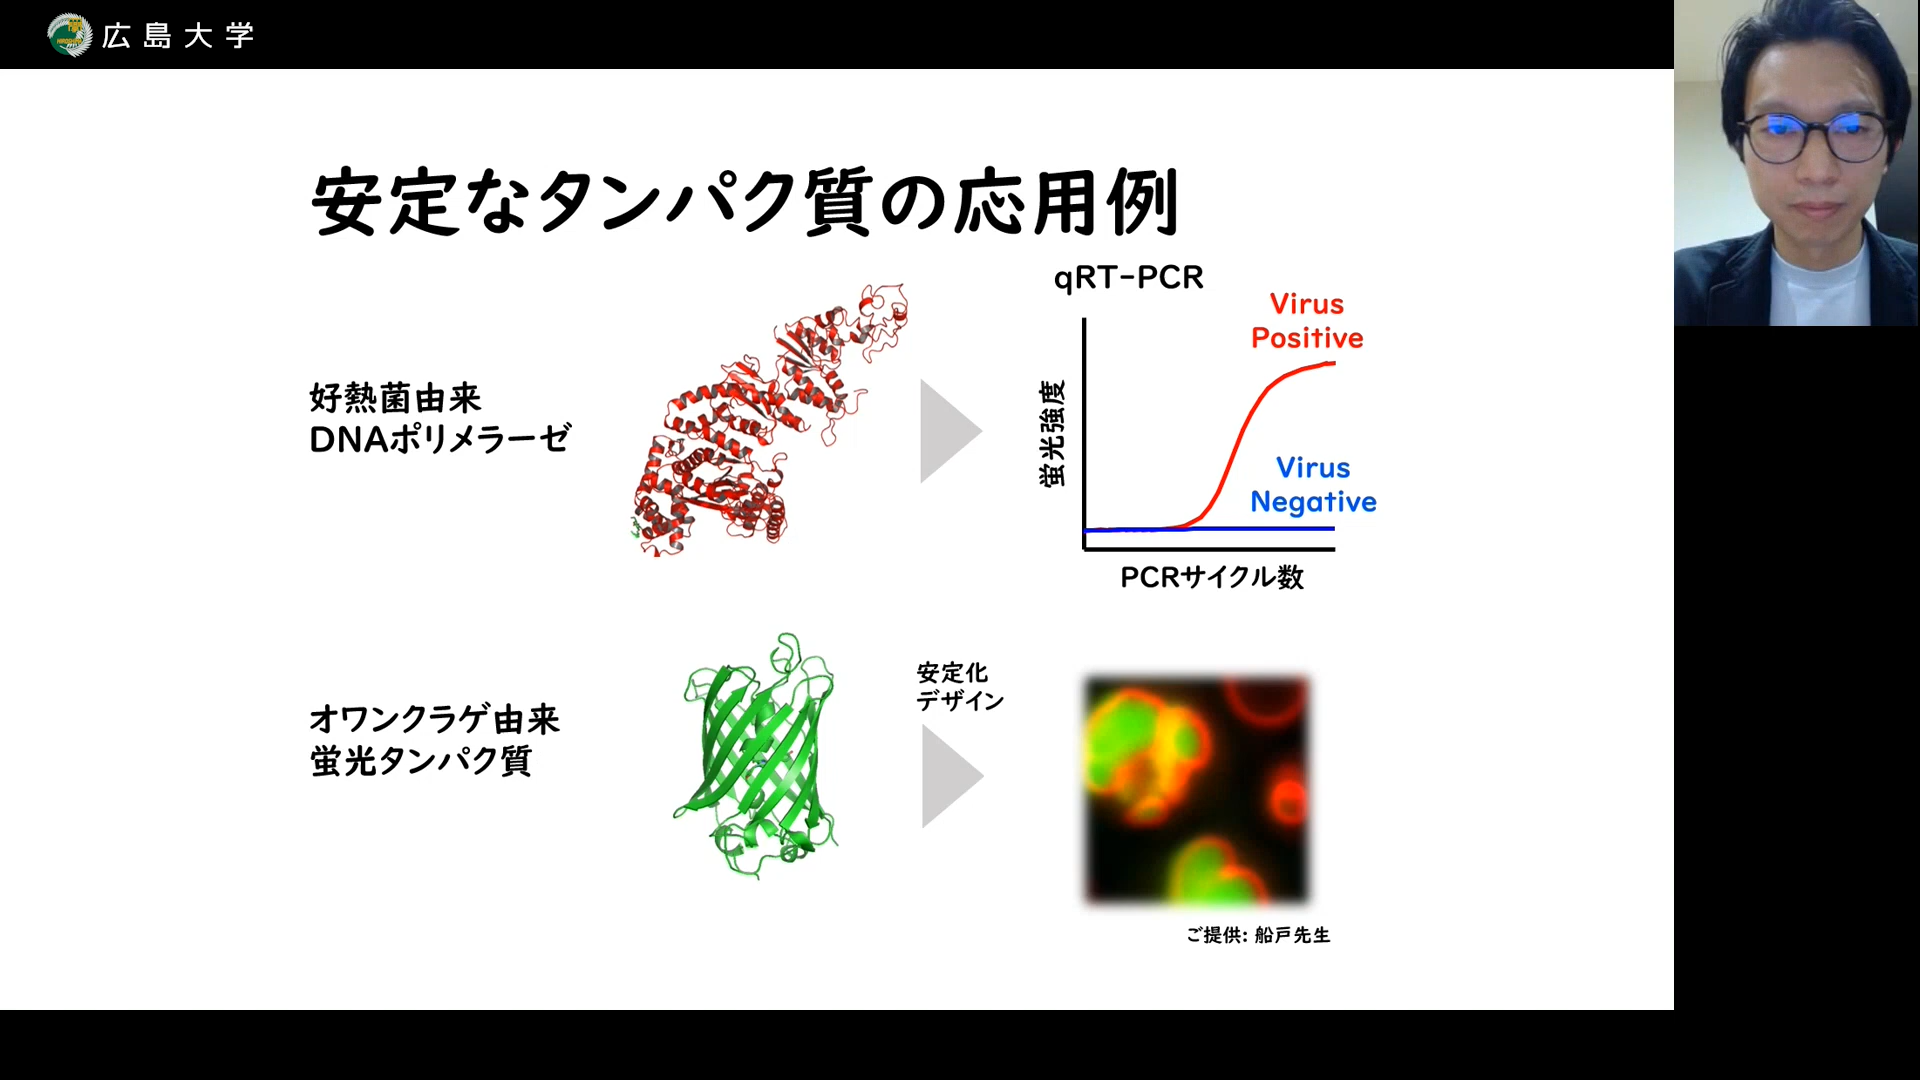 広島大学
安定なタンパク質の応用例
好熱菌由来
DNAポリメラーゼ
qRT-PCR
Virus
Positive
蛍光強度
Virus
Negative
PCRサイクル数
オワンクラゲ由来
蛍光タンパク質
安定化
デザイン
ご提供: 船戸先生